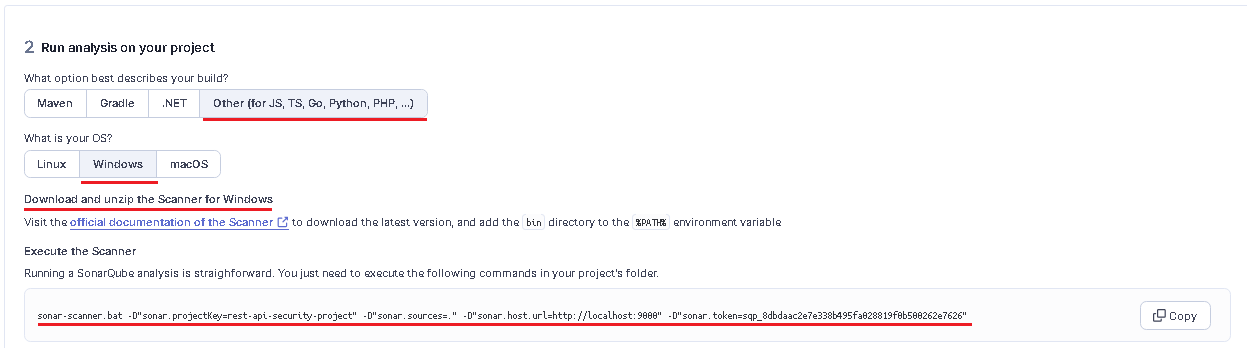 2 Run analysis on your project
What option best describes your build?
Maven Gradle .NET Other (for JS, TS, Go, Python, PHP, ...)
What is your OS?
Linux Windows macOS
Download and unzip the Scanner for Windows
Visit the official documentation of the Scanner to download the latest version, and add the bin directory to the %PATH% environment variable
Execute the Scanner
Running a SonarQube analysis is straighforward. You just need to execute the following commands in your project's folder.
sonar-scanner.bat -D"sonar.projectKey=rest-api-security-project" -D"sonar.sources=." -D"sonar.host.url=http://localhost:9000" -D"sonar.token=sqp_8dbdaac2e7e338b495fa028819f0b500262e7626"
Copy